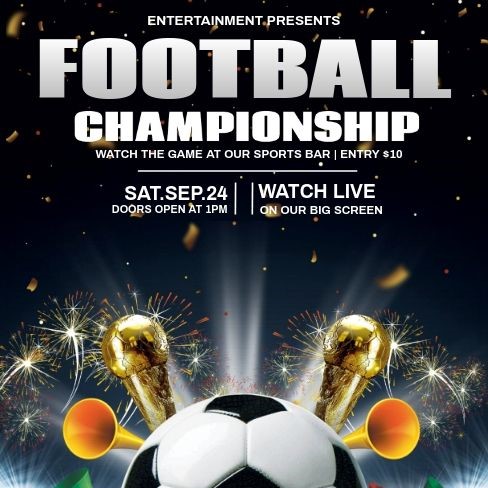 ENTERTAINMENT PRESENTS
FOOTBALL
CHAMPIONSHIP
WATCH THE GAME AT OUR SPORTS BAR | ENTRY $10
SAT.SEP.24
DOORS OPEN AT 1PM
WATCH LIVE
ON OUR BIG SCREEN